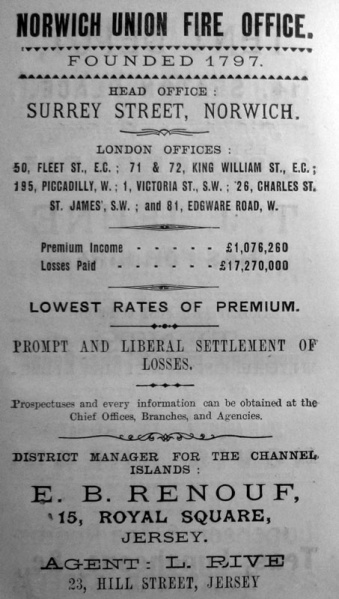 NORWICH UNION FIRE OFFICE.
FOUNDED 1797.
HEAD OFFICE :
SURREY STREET, NORWICH.
LONDON OFFICES :
50, FLEET ST., E.C. ; 71 & 72, KING WILLIAM ST., E.C. ;
195, PICCADILLY, W. ; 1, VICTORIA ST., S.W. ; 26, CHARLES ST.
ST. JAMES', S.W. ; and 81, EDGWARE ROAD, W.
Premium Income - - - - - £1,076,260
Losses Paid - - - - - - £17,270,000
LOWEST RATES OF PREMIUM.
PROMPT AND LIBERAL SETTLEMENT OF
LOSSES.
Prospectuses and every information can be obtained at the
Chief Offices, Branches, and Agencies.
DISTRICT MANAGER FOR THE CHANNEL
ISLANDS :
E. B. RENOUF,
15, ROYAL SQUARE,
JERSEY.
AGENT: L. RIVE
23, HILL STREET, JERSEY